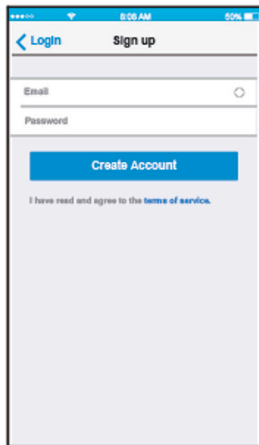 8:06 AM 50%
Login Sign up
Email
Password
Create Account
I have read and agree to the terms of service.